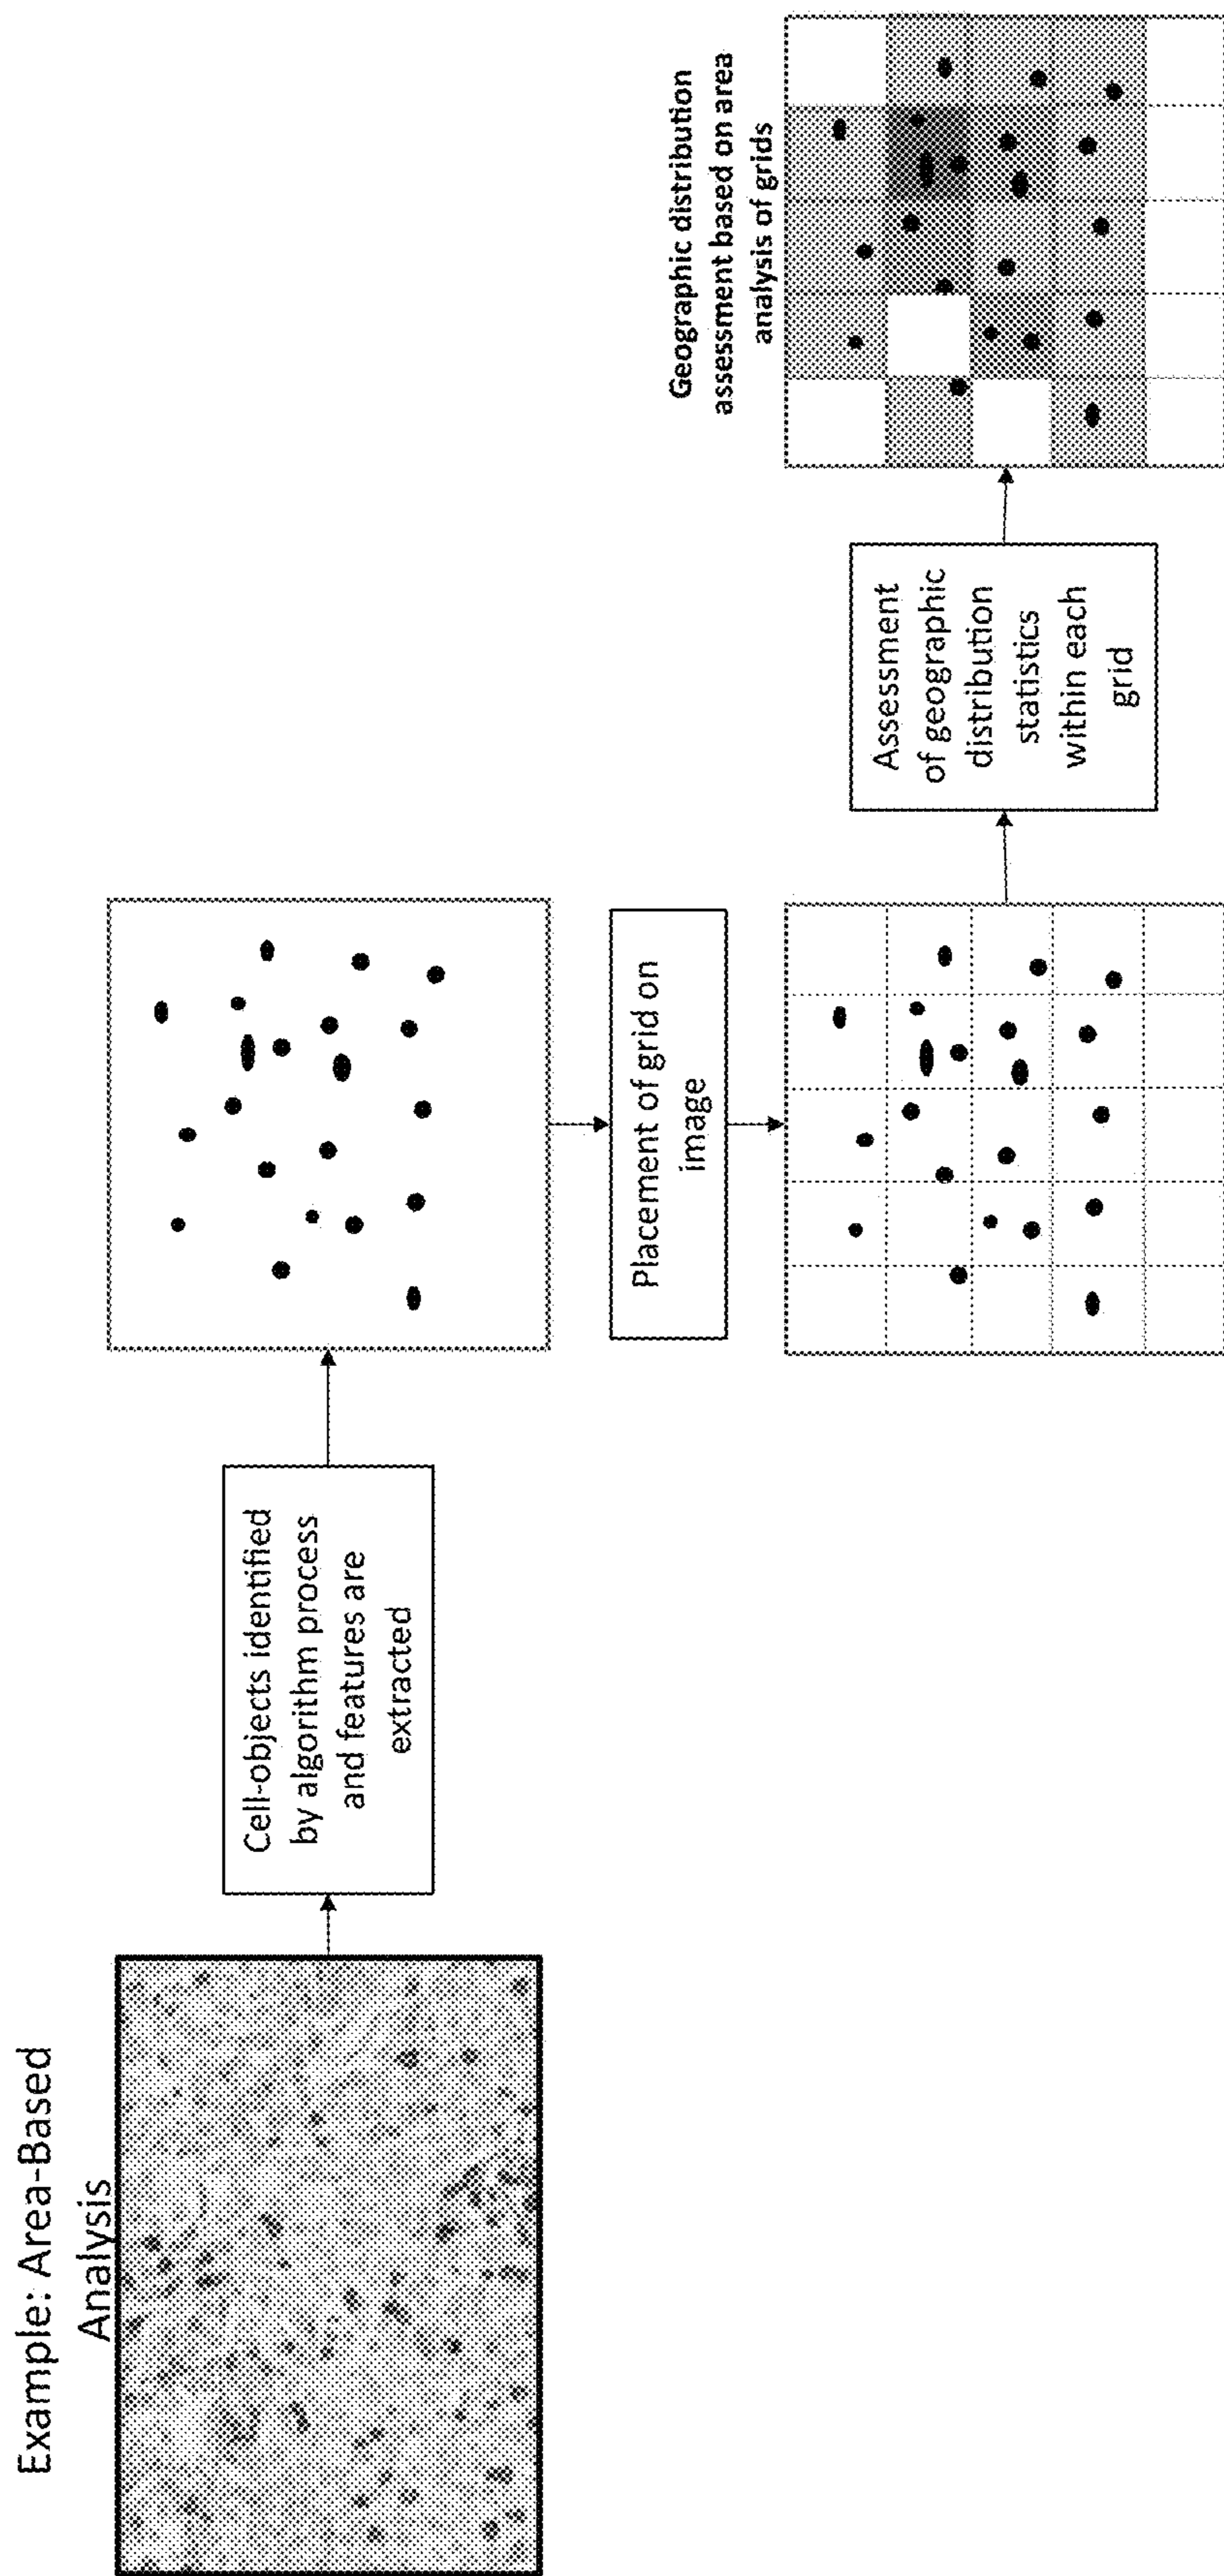 Example: Area-Based
Analysis
Cell-objects identified
by algorithm process
and features are
extracted
Placement of grid on
image
Assessment
of geographic
distribution
statistics
within each
grid
Geographic distribution
assessment based on area
analysis of grids